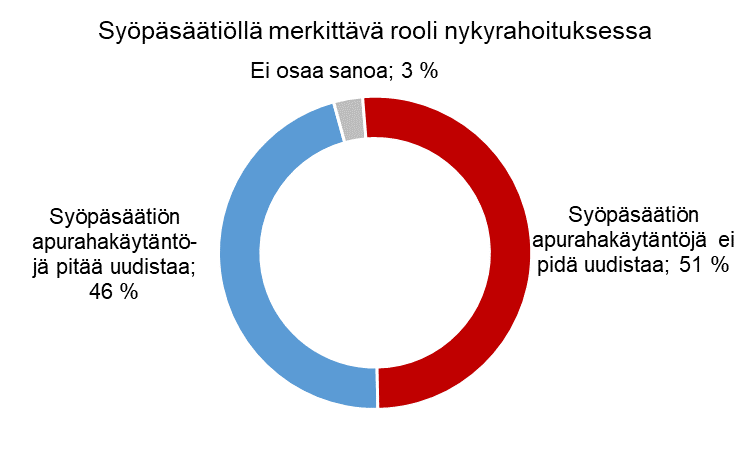 Syöpäsäätiöllä merkittävä rooli nykyrahoituksessa
Ei osaa sanoa; 3 %
Syöpäsäätiön
apurahakäytäntö-
jä pitää uudistaa;
46 %
Syöpäsäätiön
apurahakäytäntöjä ei
pidä uudistaa; 51 %